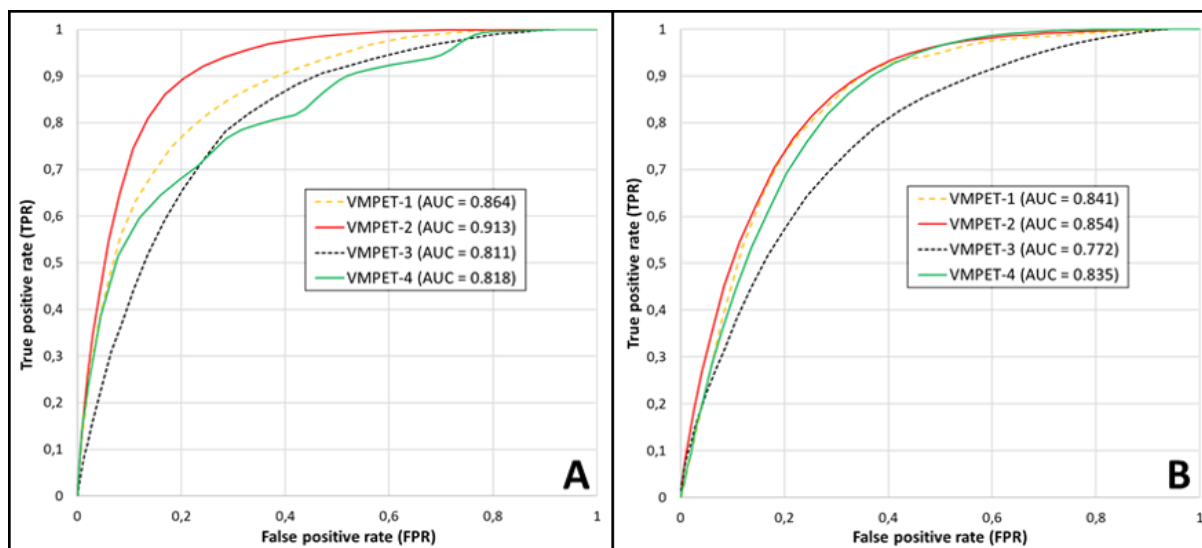 1
0,9
0,8
0,7
0,6
0,5
0,4
0,3
0,2
0,1
0
True positive rate (TPR)
VMPET-1 (AUC = 0.864)
VMPET-2 (AUC = 0.913)
VMPET-3 (AUC = 0.811)
VMPET-4 (AUC = 0.818)
A
0 0,2 0,4 0,6 0,8 1
False positive rate (FPR)
1
0,9
0,8
0,7
0,6
0,5
0,4
0,3
0,2
0,1
0
True positive rate (TPR)
VMPET-1 (AUC = 0.841)
VMPET-2 (AUC = 0.854)
VMPET-3 (AUC = 0.772)
VMPET-4 (AUC = 0.835)
B
0 0,2 0,4 0,6 0,8 1
False positive rate (FPR)